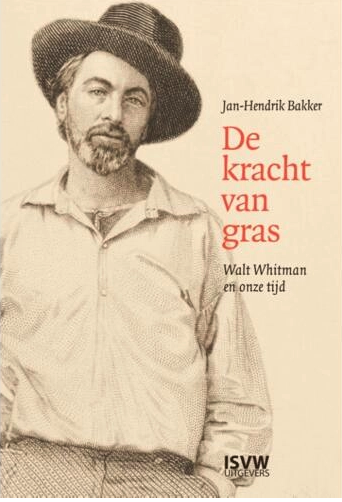 Jan-Hendrik Bakker
De
kracht
van
gras
Walt Whitman
en onze tijd
ISVW
UITGEVERS